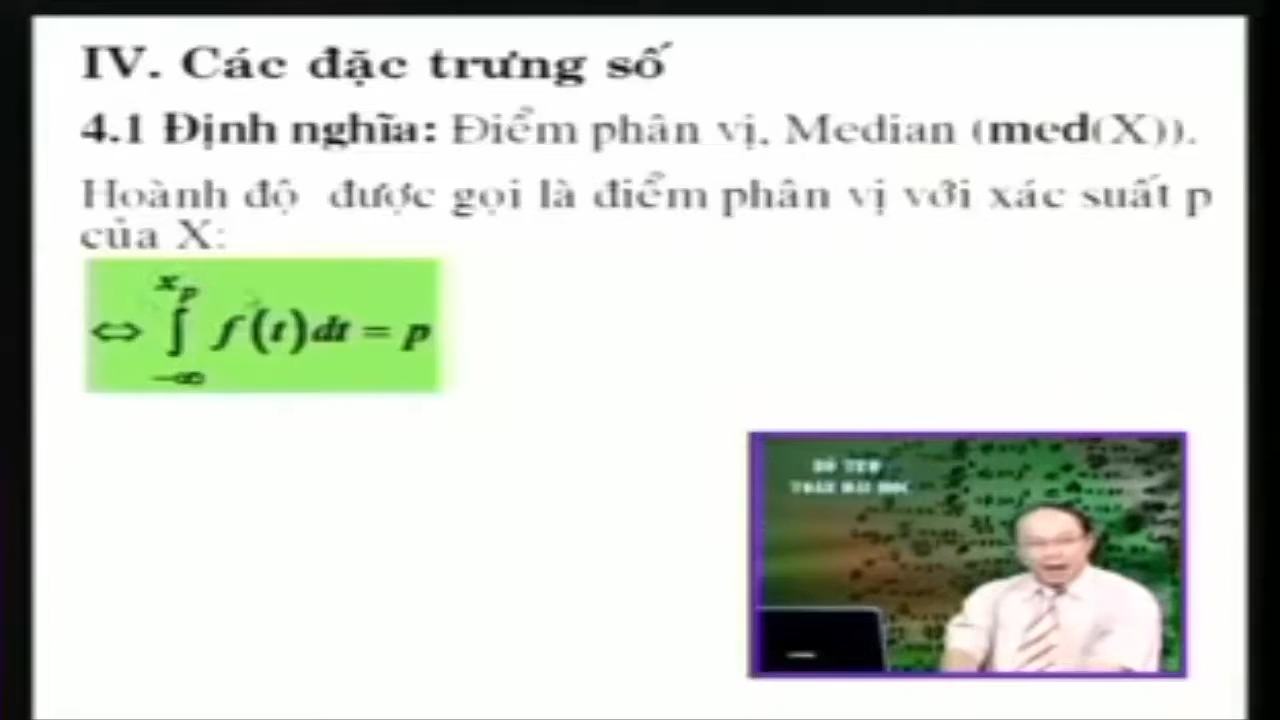 IV. Các đặc trưng số
4.1 Định nghĩa: Điểm phân vị, Median (med(X)).
Hoành độ được gọi là điểm phân vị với xác suất p
của X:
⇔ ∫_{-∞}^{x_p} f(t)dt = p